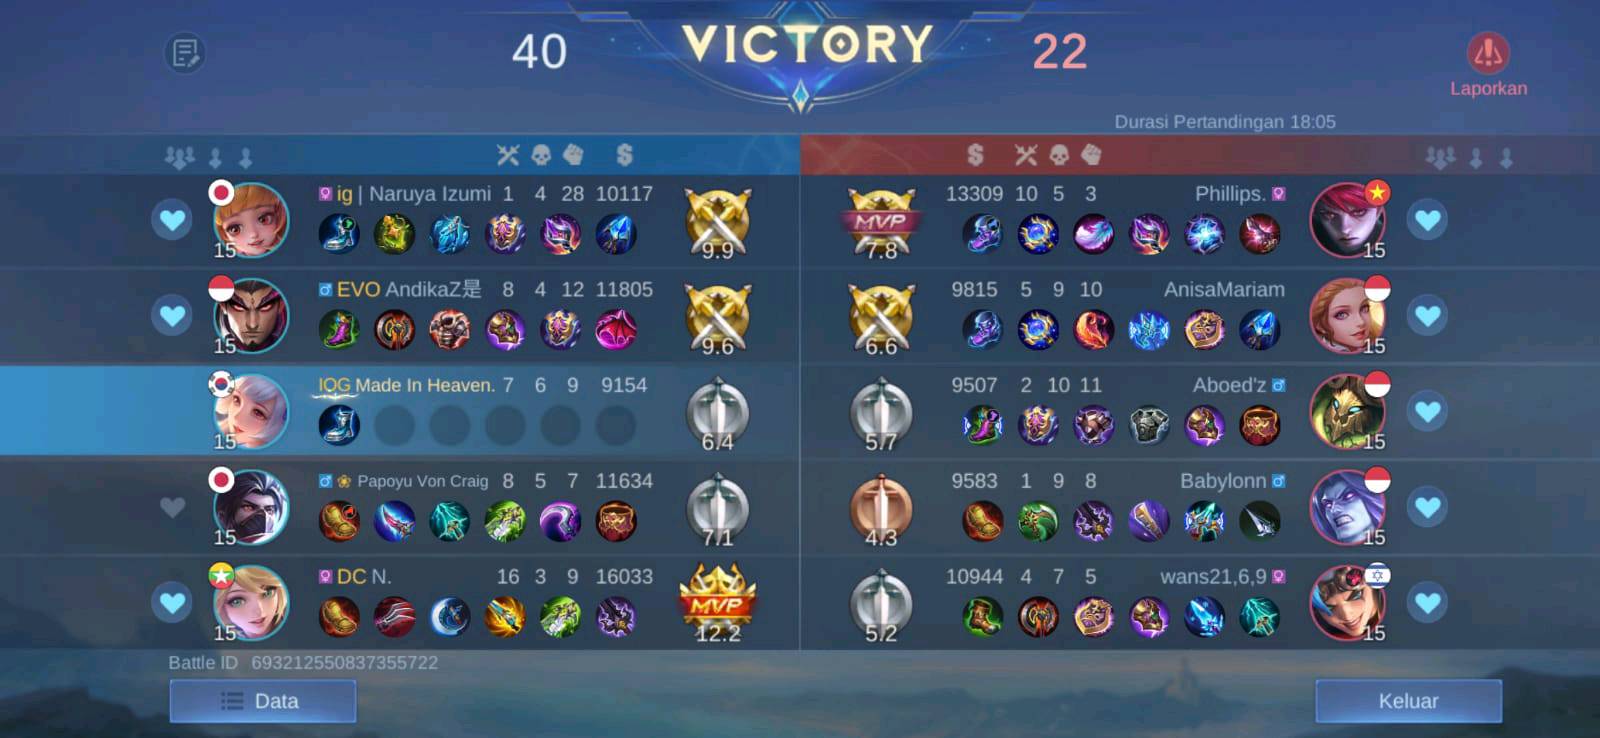 40 VICTORY 22
Laporkan
Durasi Pertandingan 18:05
ig | Naruya Izumi 1 4 28 10117
15 9.9
MVP 13309 10 5 3 Phillips.
7.8 15
EVO AndikaZ是 8 4 12 11805
15 9.6
9815 5 9 10 AnisaMariam
6.6 15
IQG Made In Heaven. 7 6 9 9154
15 6.4
9507 2 10 11 Aboed'z
5.7 15
Papoyu Von Craig 8 5 7 11634
15 7.1
9583 1 9 8 Babylonn
4.3 15
DC N. 16 3 9 16033 MVP
15 12.2
10944 4 7 5 wans21,6,9
5.2 15
Battle ID 693212550837355722
Data
Keluar